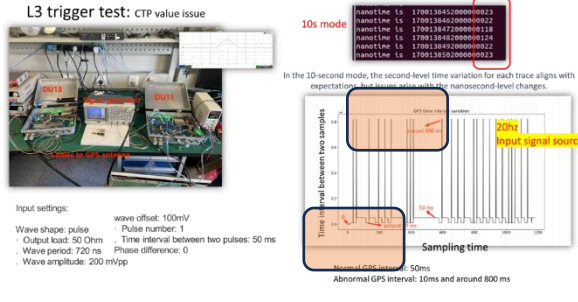 L3 trigger test: CTP value issue
DU18
DU11
Cables to GPS antenna
Input settings:
Wave shape: pulse
· Output load: 50 Ohm
. Wave period: 720 ns
. Wave amplitude: 200 mVpp
wave offset: 100mV
· Pulse number: 1
. Time interval between two pulses: 50 ms
Phase difference: 0
10s mode
nanotime is 1700138452000000023
nanotime is 1700138462000000022
nanotime is 1700138472000000118
nanotime is 1700138482000000124
nanotime is 1700138492000000022
nanotime is 1700138502000000023
In the 10-second mode, the second-level time variation for each trace aligns with
expectations, but issues arise with the nanosecond-level changes.
GPS time interval variation
around 800 ms
20hz
Input signal source
50 ms
Time interval between two samples
Sampling time
Normal GPS interval: 50ms
Abnormal GPS interval: 10ms and around 800 ms